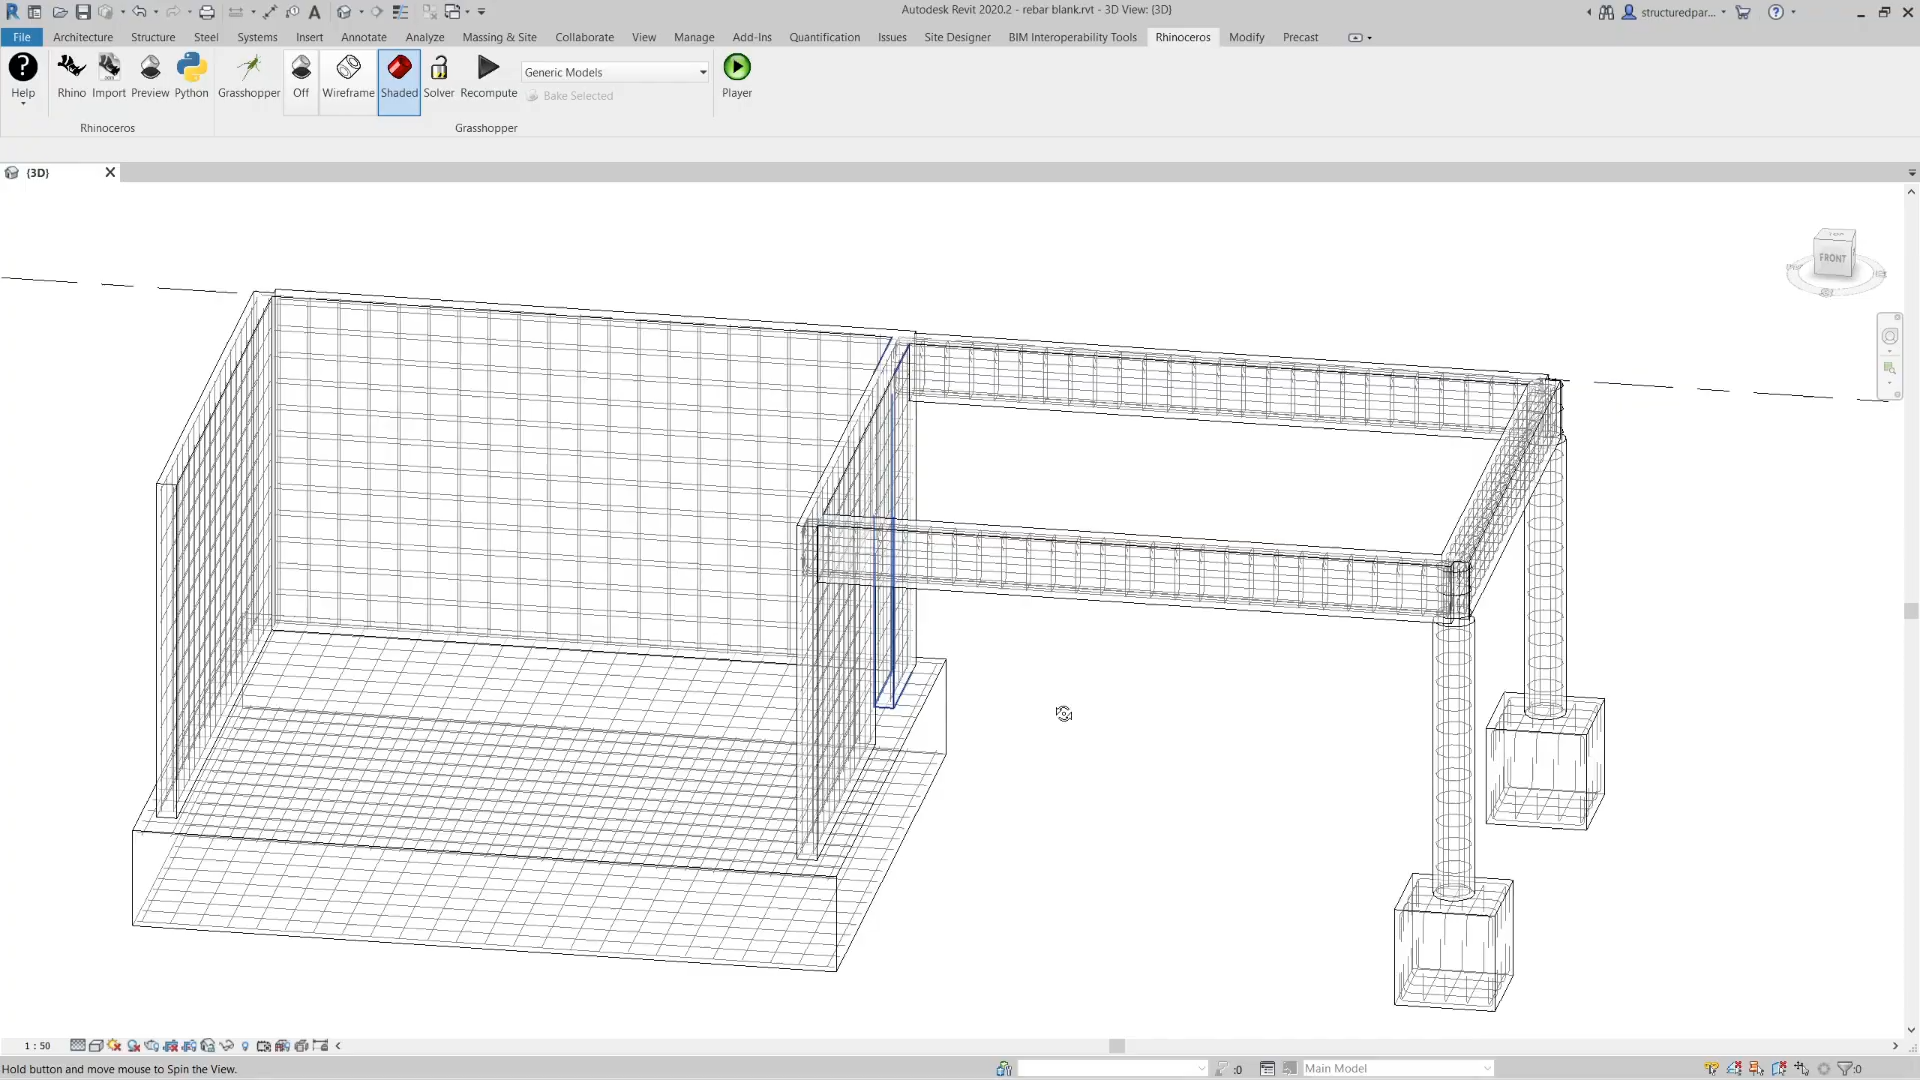 Autodesk Revit 2020.2 - rebar blank.rvt - 3D View: {3D}
structuredpar...
File Architecture Structure Steel Systems Insert Annotate Analyze Massing & Site Collaborate View Manage Add-Ins Quantification Issues Site Designer BIM Interoperability Tools Rhinoceros Modify Precast
Generic Models
Help Rhino Import Preview Python Grasshopper Off Wireframe Shaded Solver Recompute Bake Selected Player
Rhinoceros Grasshopper
{3D}
FRONT
1 : 50
Hold button and move mouse to Spin the View.
:0
Main Model
:0